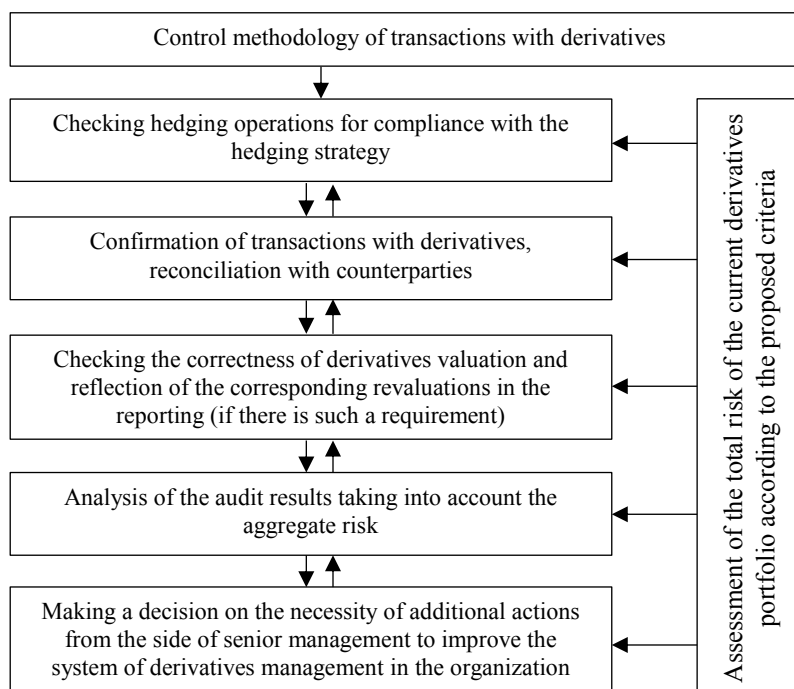 Control methodology of transactions with derivatives
Checking hedging operations for compliance with the
hedging strategy
Confirmation of transactions with derivatives,
reconciliation with counterparties
Checking the correctness of derivatives valuation and
reflection of the corresponding revaluations in the
reporting (if there is such a requirement)
Analysis of the audit results taking into account the
aggregate risk
Making a decision on the necessity of additional actions
from the side of senior management to improve the
system of derivatives management in the organization
Assessment of the total risk of the current derivatives
portfolio according to the proposed criteria